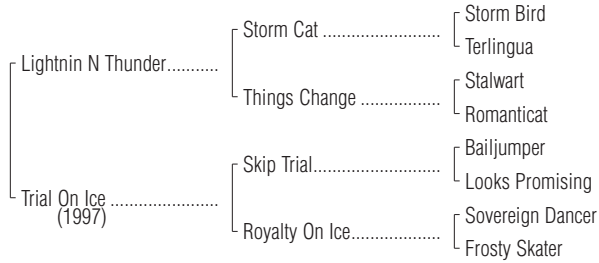 Storm Bird
Storm Cat ........................
Terlingua
Lightnin N Thunder...........
Stalwart
Things Change ................
Romanticat
Bailjumper
Skip Trial..........................
Looks Promising
Trial On Ice ......................
(1997)
Sovereign Dancer
Royalty On Ice..................
Frosty Skater